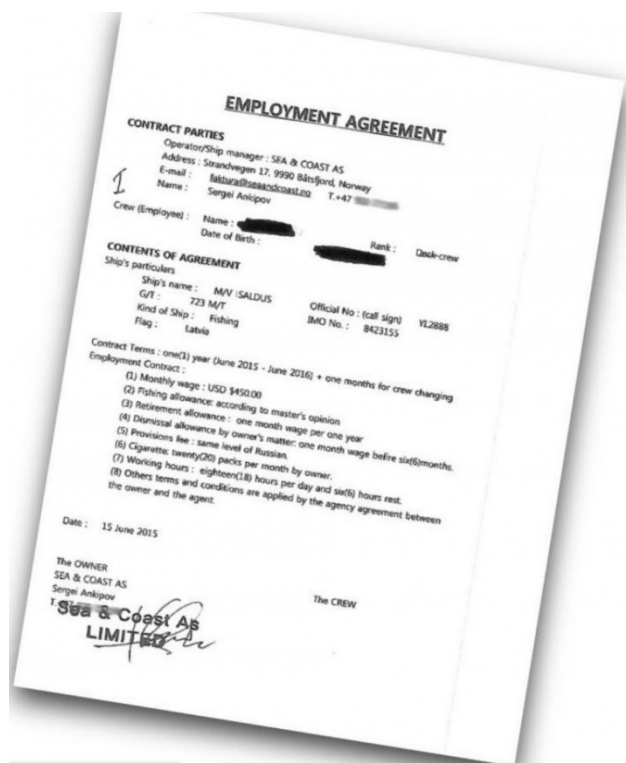 EMPLOYMENT AGREEMENT
CONTRACT PARTIES
Operator/Ship manager : SEA & COAST AS
Address : Strandvegen 17, 9990 Båtsfjord, Norway
E-mail : faktura@seaandcoast.no T.+47
Name : Sergei Ankipov
I
Crew (Employee) : Name :
Date of Birth :
Rank : Deck-crew
CONTENTS OF AGREEMENT
Ship's particulars
Ship's name : M/V SALDUS Official No : (call sign) YL2888
G/T : 723 M/T IMO No. : 8423155
Kind of Ship : Fishing
Flag : Latvia
Contract Terms : one(1) year (June 2015 - June 2016) + one months for crew changing
Employment Contract :
(1) Monthly wage : USD $450.00
(2) Fishing allowance: according to master's opinion
(3) Retirement allowance : one month wage per one year
(4) Dismissal allowance by owner's matter: one month wage belire six(6)months.
(5) Provisions fee : same level of Russian.
(6) Cigarette: twenty(20) packs per month by owner.
(7) Working hours : eighteen(18) hours per day and six(6) hours rest.
(8) Others terms and conditions are applied by the agency agreement between
the owner and the agent.
Date : 15 June 2015
The OWNER
SEA & COAST AS
Sergei Ankipov
The CREW
Sea & Coast As
LIMITED